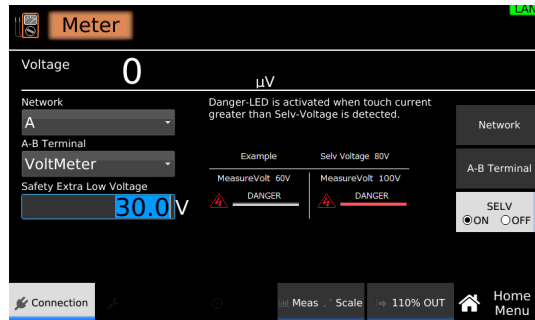 LAN
Meter
Voltage
0 µV
Network
A
A-B Terminal
VoltMeter
Safety Extra Low Voltage
30.0 V
Danger-LED is activated when touch current
greater than Selv-Voltage is detected.
Example Selv Voltage 80V
MeasureVolt 60V MeasureVolt 100V
DANGER DANGER
Network
A-B Terminal
SELV
ON OFF
Connection
Meas Scale
110% OUT
Home
Menu